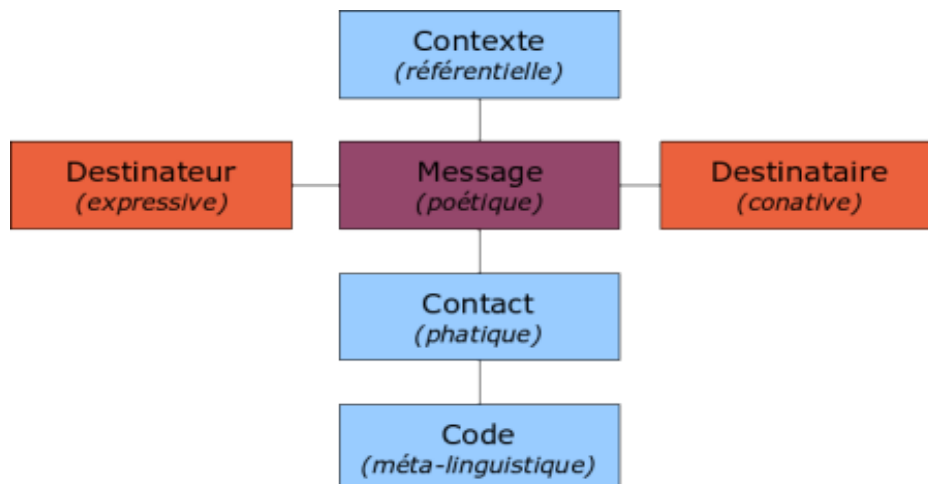 Contexte
(référentielle)
Destinateur
(expressive)
Message
(poétique)
Destinataire
(conative)
Contact
(phatique)
Code
(méta-linguistique)